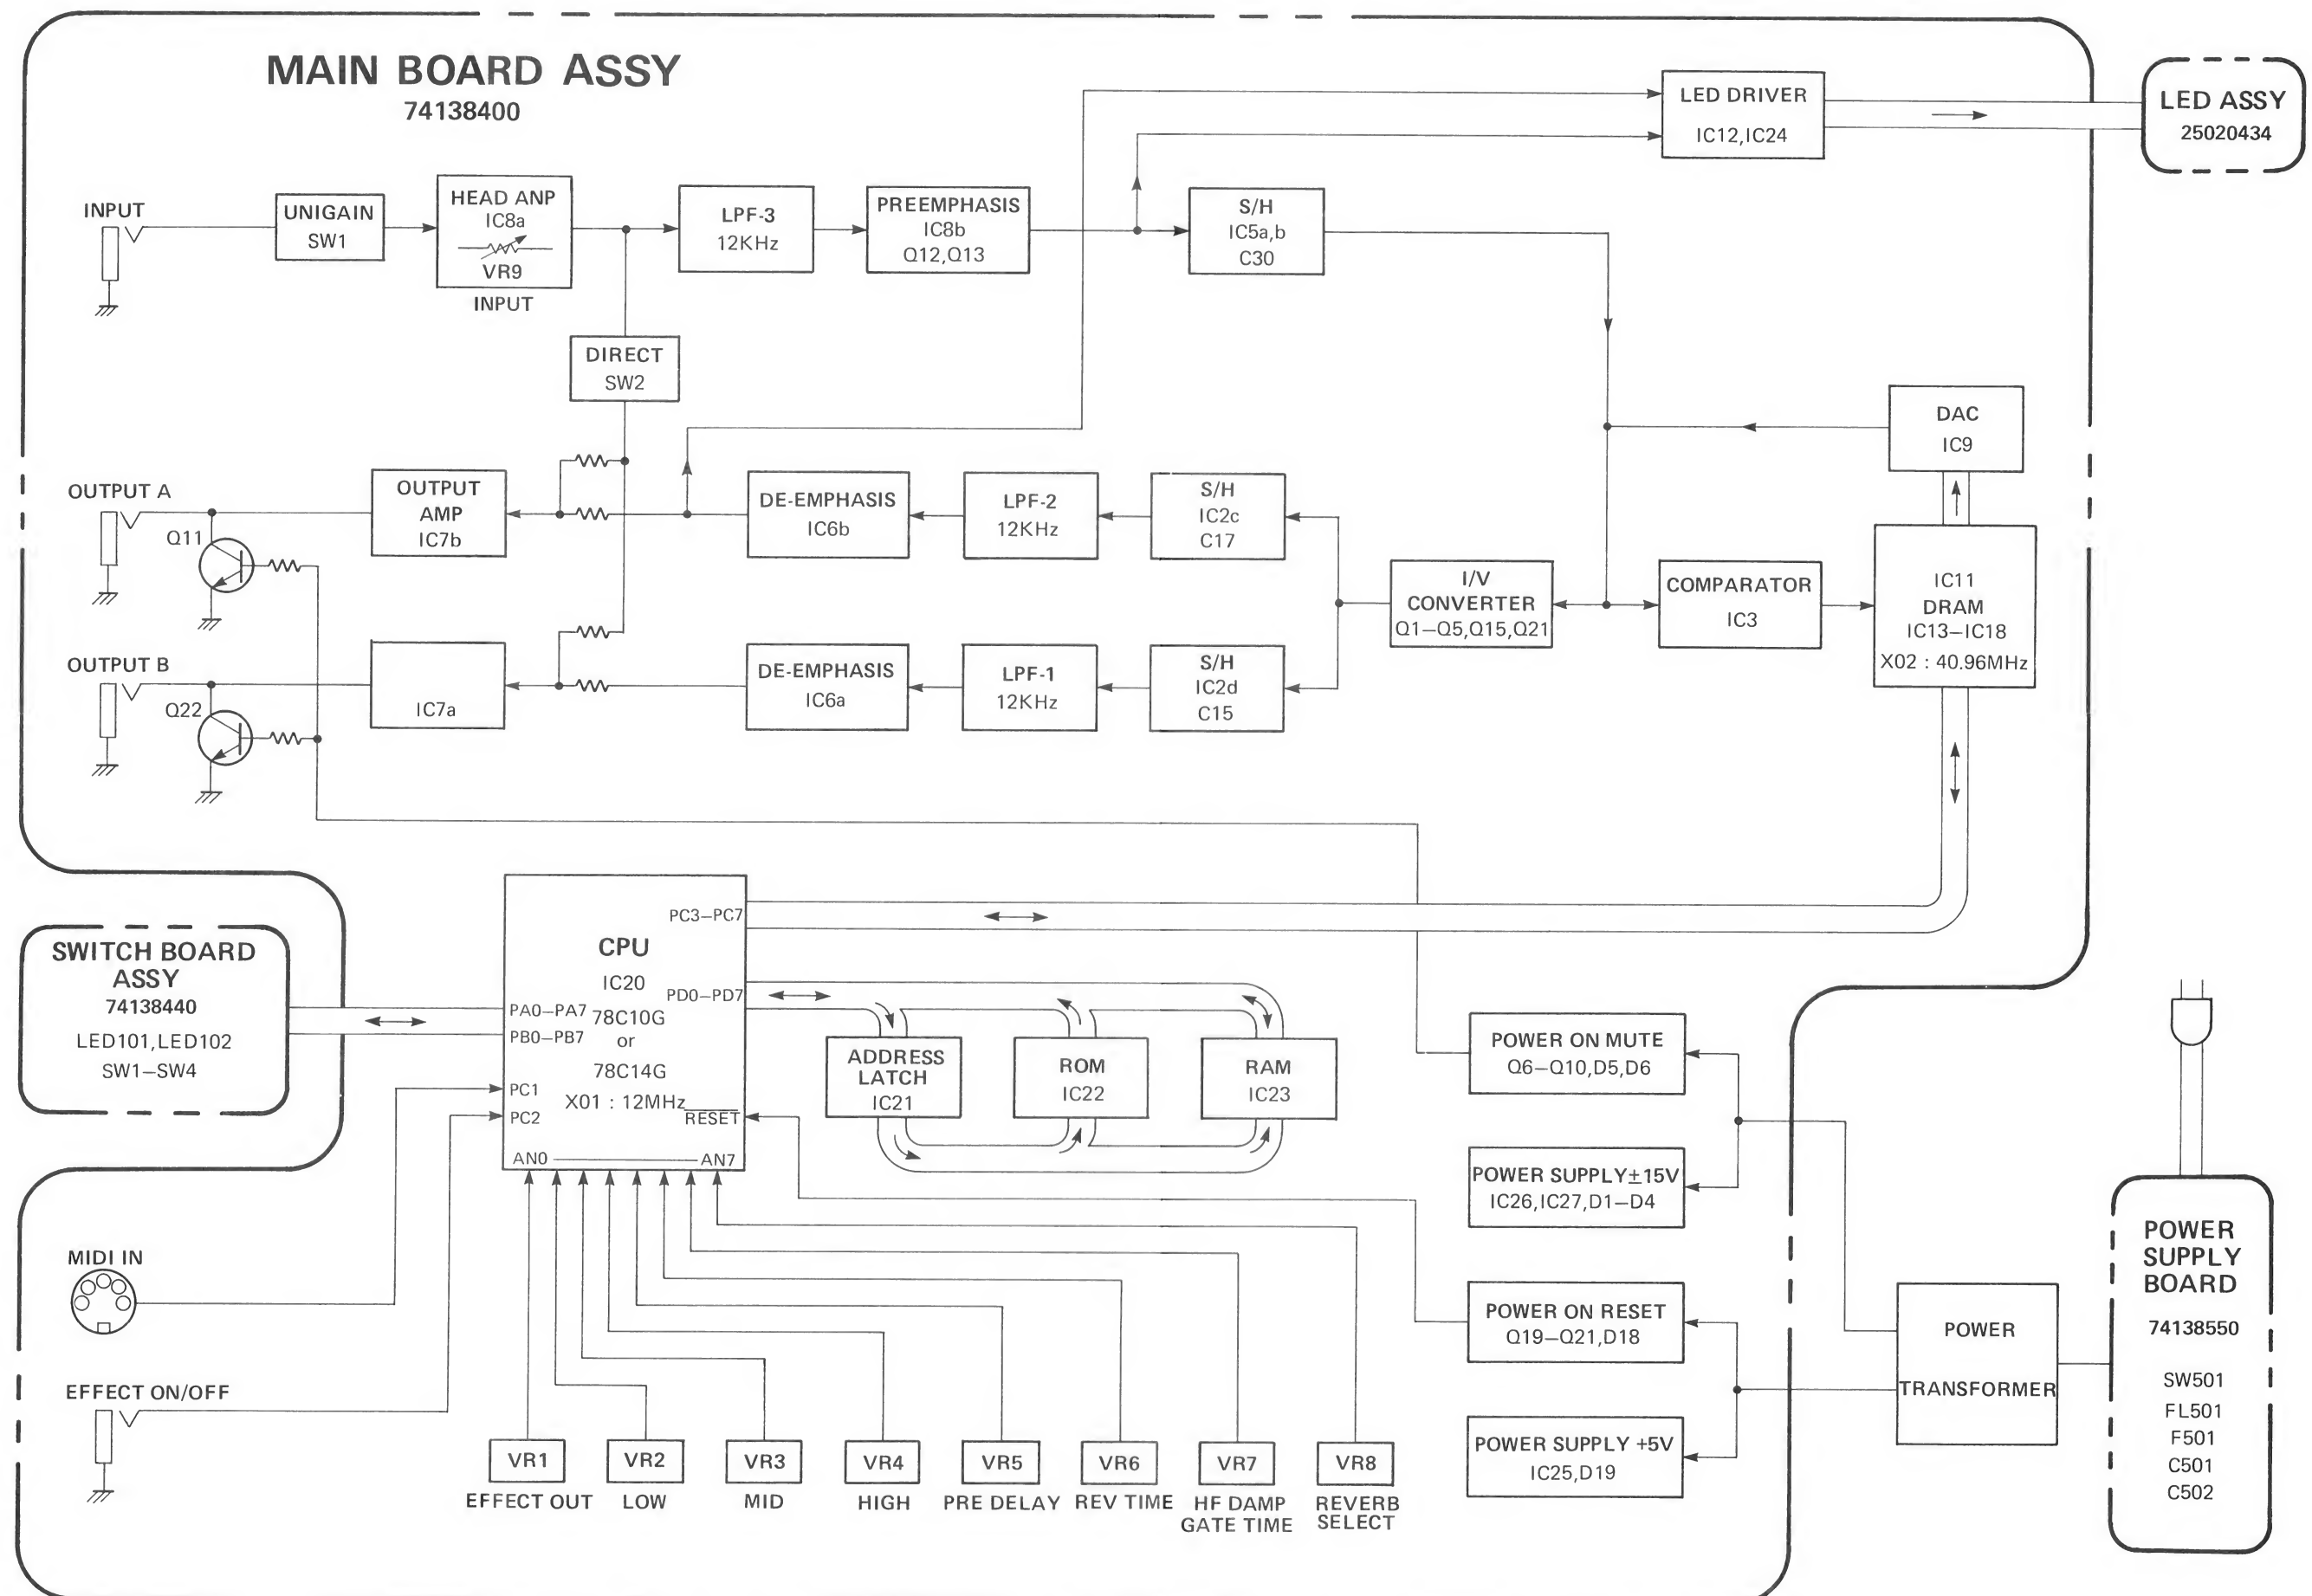 MAIN BOARD ASSY
74138400
LED DRIVER
IC12,IC24
LED ASSY
25020434
INPUT
UNIGAIN
SW1
HEAD ANP
IC8a
VR9
INPUT
LPF-3
12KHz
PREEMPHASIS
IC8b
Q12,Q13
S/H
IC5a,b
C30
DIRECT
SW2
DAC
IC9
OUTPUT A
Q11
OUTPUT
AMP
IC7b
DE-EMPHASIS
IC6b
LPF-2
12KHz
S/H
IC2c
C17
I/V
CONVERTER
Q1–Q5,Q15,Q21
COMPARATOR
IC3
IC11
DRAM
IC13–IC18
X02 : 40.96MHz
OUTPUT B
Q22
IC7a
DE-EMPHASIS
IC6a
LPF-1
12KHz
S/H
IC2d
C15
SWITCH BOARD
ASSY
74138440
LED101,LED102
SW1–SW4
CPU
IC20
78C10G
or
78C14G
X01 : 12MHz
PC3–PC7
PD0–PD7
PA0–PA7
PB0–PB7
PC1
PC2
RESET
AN0
AN7
ADDRESS
LATCH
IC21
ROM
IC22
RAM
IC23
POWER ON MUTE
Q6–Q10,D5,D6
POWER SUPPLY±15V
IC26,IC27,D1–D4
POWER ON RESET
Q19–Q21,D18
POWER SUPPLY +5V
IC25,D19
POWER
TRANSFORMER
POWER
SUPPLY
BOARD
74138550
SW501
FL501
F501
C501
C502
MIDI IN
EFFECT ON/OFF
VR1
EFFECT OUT
VR2
LOW
VR3
MID
VR4
HIGH
VR5
PRE DELAY
VR6
REV TIME
VR7
HF DAMP
GATE TIME
VR8
REVERB
SELECT